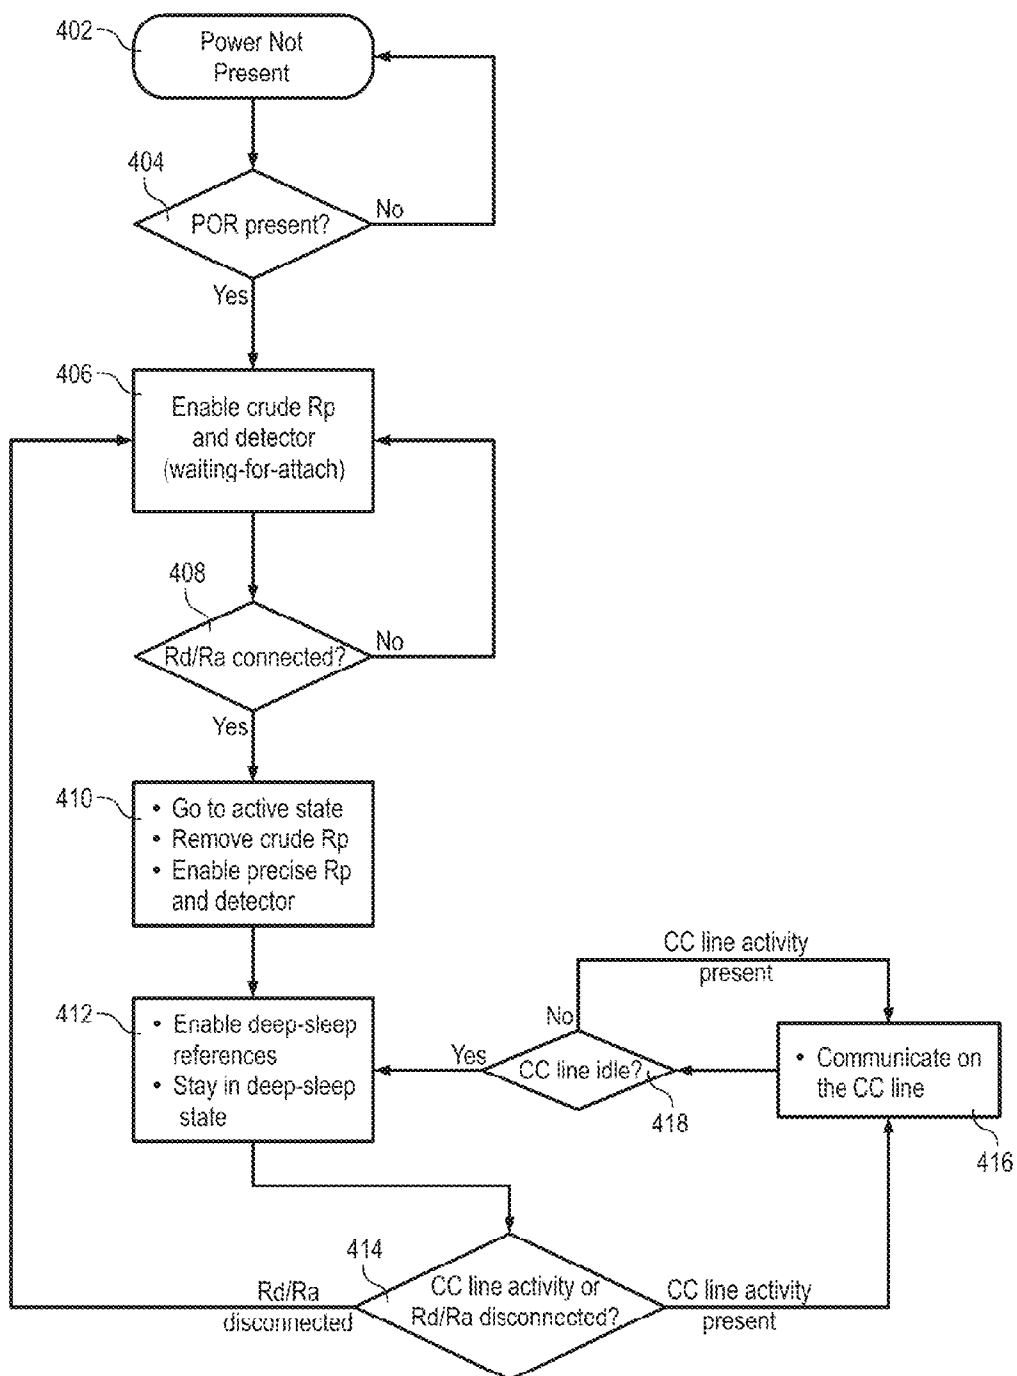 402
Power Not
Present
404
POR present?
No
Yes
406
Enable crude Rp
and detector
(waiting-for-attach)
408
Rd/Ra connected?
No
Yes
410
• Go to active state
• Remove crude Rp
• Enable precise Rp
and detector
412
• Enable deep-sleep
references
• Stay in deep-sleep
state
CC line activity
present
No
Yes
CC line idle?
418
• Communicate on
the CC line
416
414
CC line activity or
Rd/Ra disconnected?
Rd/Ra
disconnected
CC line activity
present